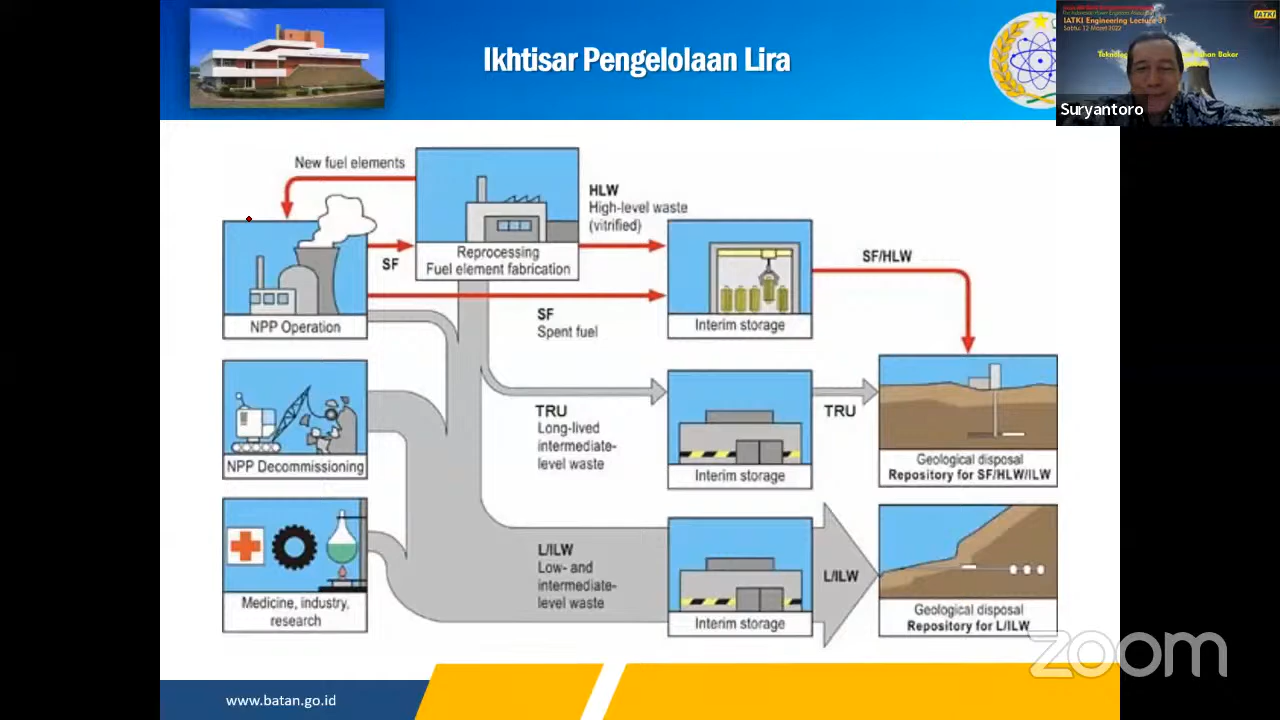 Ikhtisar Pengelolaan Lira
IATKI Engineering Lecture 31
Sabtu, 12 Maret 2022
IATKI
Suryantoro
New fuel elements
SF
NPP Operation
Reprocessing
Fuel element fabrication
HLW
High-level waste
(vitrified)
SF
Spent fuel
Interim storage
SF/HLW
NPP Decommissioning
TRU
Long-lived
intermediate-
level waste
Interim storage
TRU
Geological disposal
Repository for SF/HLW/ILW
Medicine, industry,
research
L/ILW
Low- and
intermediate-
level waste
Interim storage
L/ILW
Geological disposal
Repository for L/ILW
zoom
www.batan.go.id